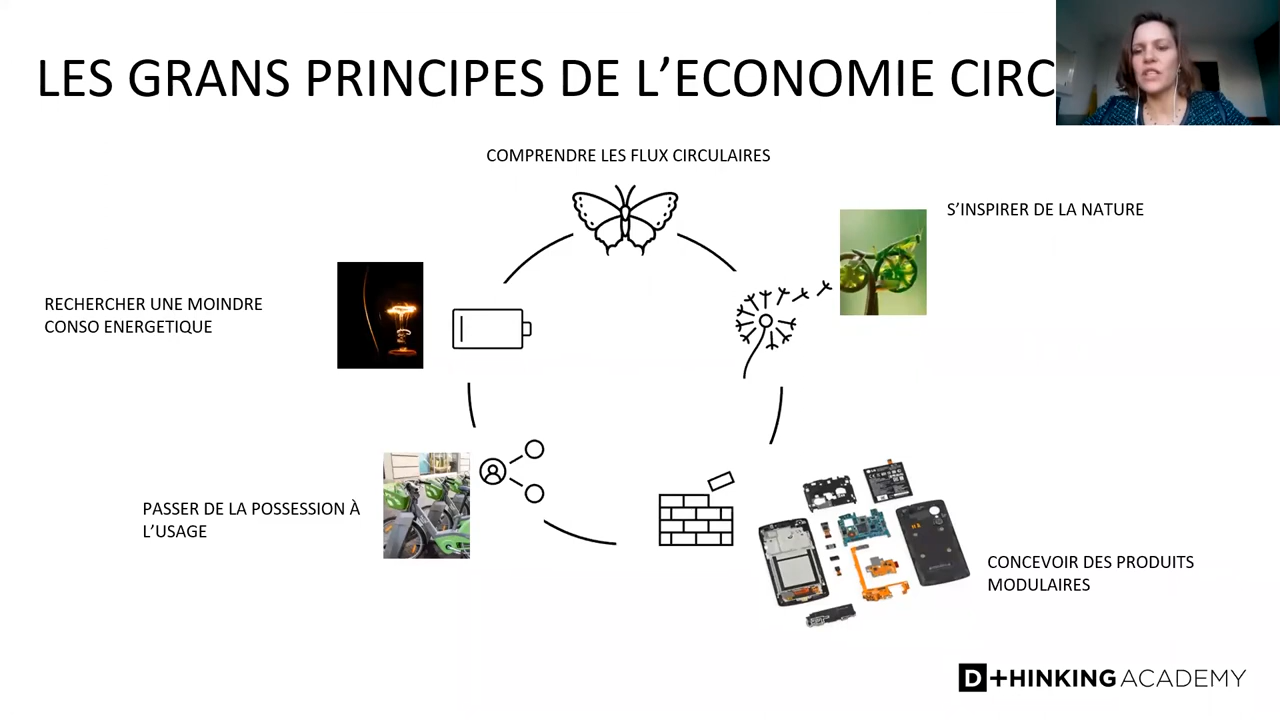 LES GRANS PRINCIPES DE L’ECONOMIE CIRC
COMPRENDRE LES FLUX CIRCULAIRES
S’INSPIRER DE LA NATURE
RECHERCHER UNE MOINDRE
CONSO ENERGETIQUE
PASSER DE LA POSSESSION À
L’USAGE
CONCEVOIR DES PRODUITS
MODULAIRES
D+HINKING ACADEMY